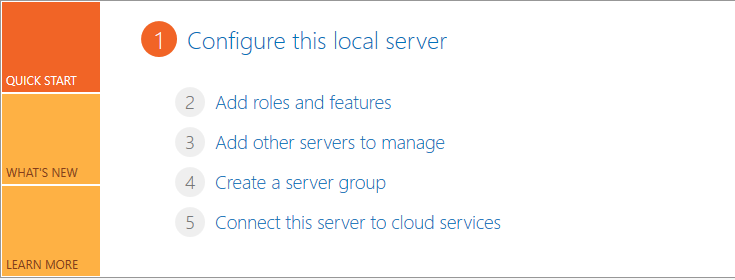 1 Configure this local server
QUICK START
2 Add roles and features
3 Add other servers to manage
WHAT'S NEW
4 Create a server group
5 Connect this server to cloud services
LEARN MORE